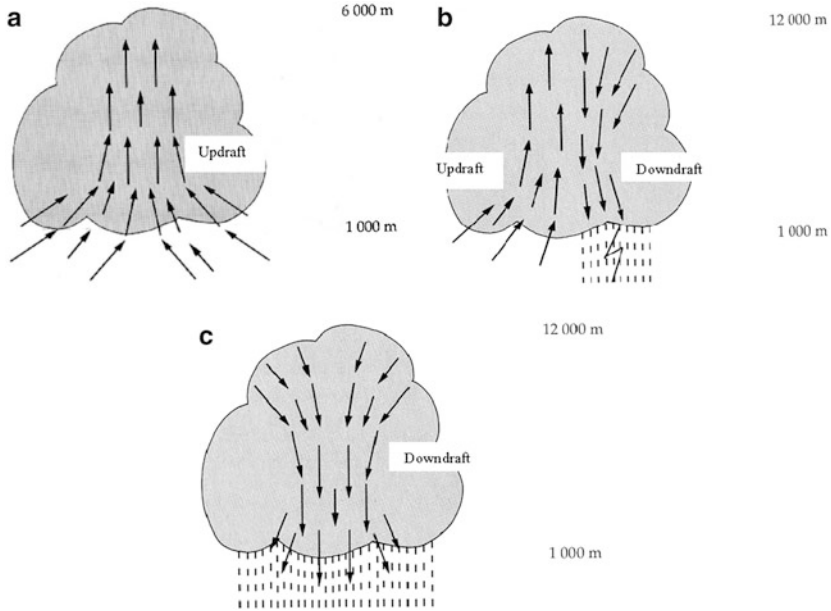 a
6 000 m
Updraft
1 000 m
b
12 000 m
Updraft
Downdraft
1 000 m
c
12 000 m
Downdraft
1 000 m